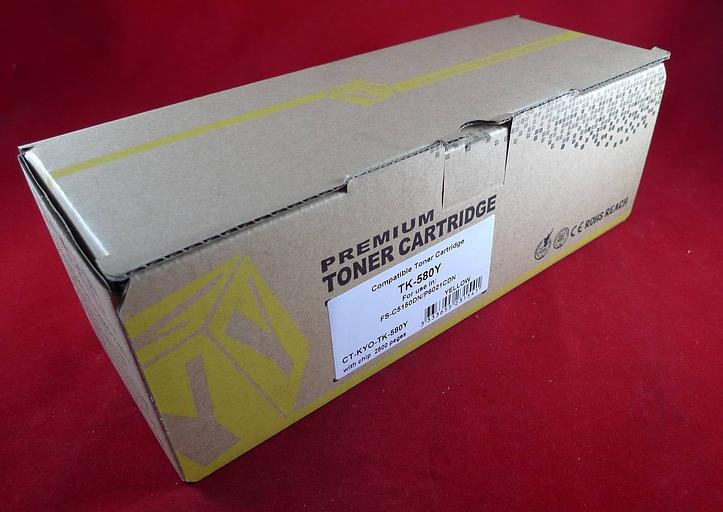 PREMIUM
TONER CARTRIDGE
Compatible Toner Cartridge
TK-580Y
For use in:
FS-C5150DN/P6021CDN
YELLOW
CT-KYO-TK-580Y
with chip 2800 pages
CE ROHS REACH